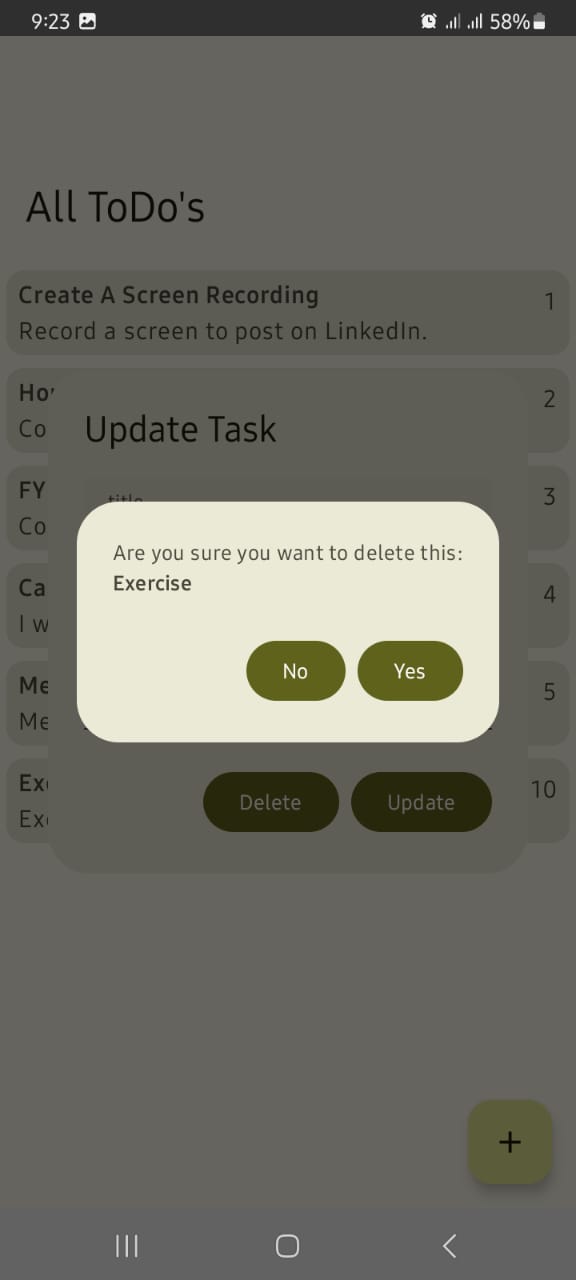 9:23 58%
All ToDo's
Create A Screen Recording 1
Record a screen to post on LinkedIn.
2
Co
Update Task
FY 3
title
Co
Are you sure you want to delete this:
Exercise
Ca 4
I w
No Yes
Me 5
Me
Ex 10
Delete Update
Ex
+